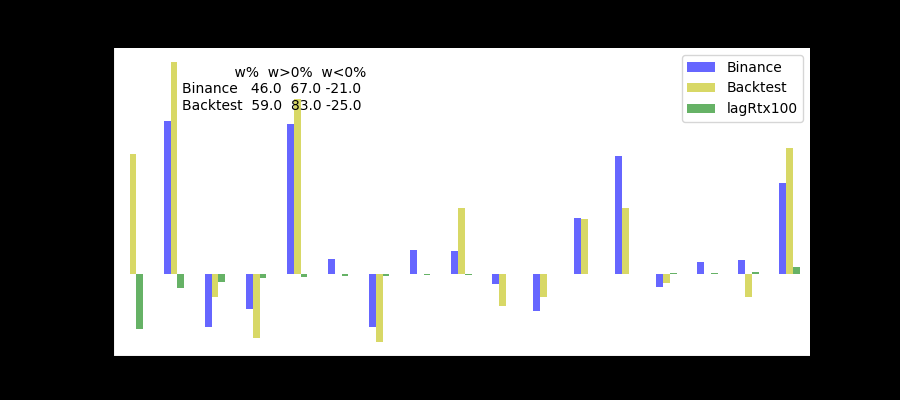 w% w>0% w<0%
Binance 46.0 67.0 -21.0
Backtest 59.0 83.0 -25.0
Binance
Backtest
lagRtx100